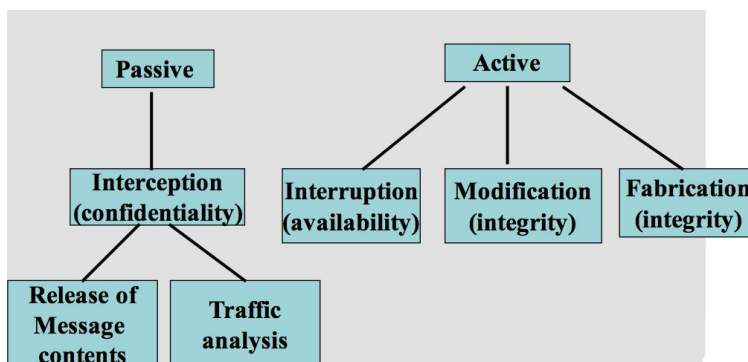 Passive
Active
Interception
(confidentiality)
Interruption
(availability)
Modification
(integrity)
Fabrication
(integrity)
Release of
Message
contents
Traffic
analysis